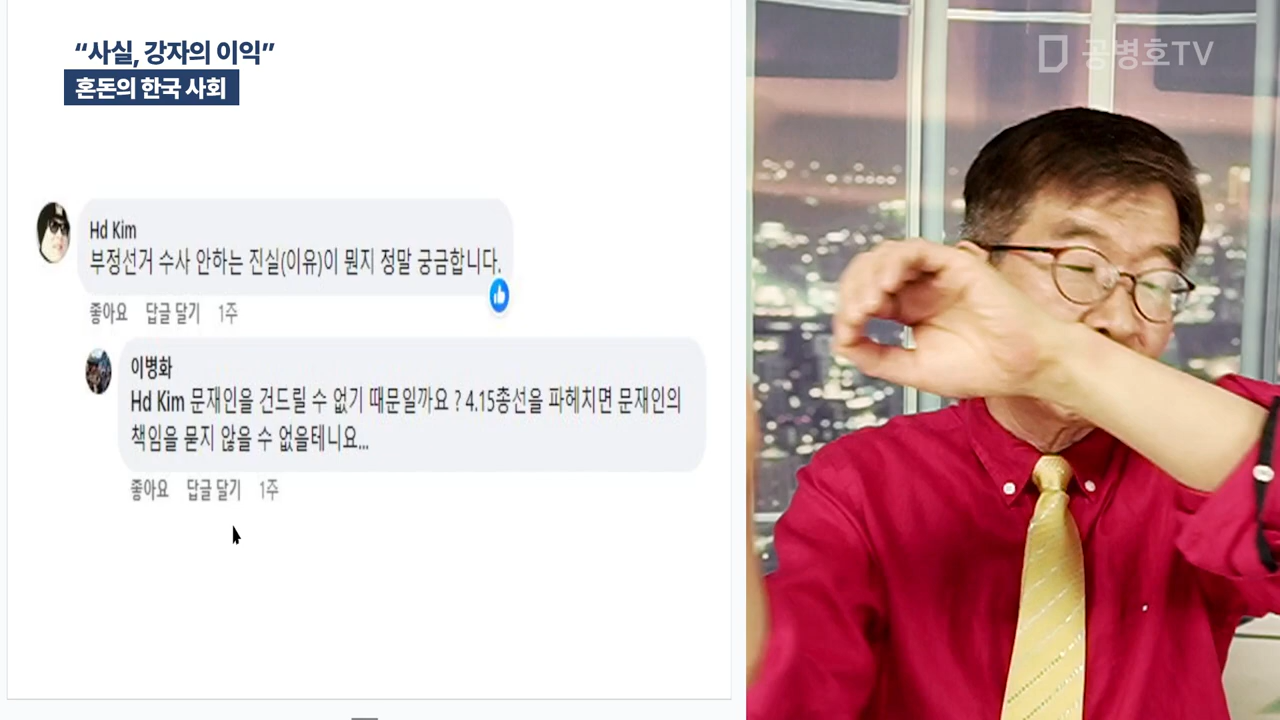 “사실, 강자의 이익”
혼돈의 한국 사회
공병호TV
Hd Kim
부정선거 수사 안하는 진실(이유)이 뭔지 정말 궁금합니다.
좋아요 답글 달기 1주
이병화
Hd Kim 문재인을 건드릴 수 없기 때문일까요 ? 4.15총선을 파헤치면 문재인의
책임을 묻지 않을 수 없을테니요...
좋아요 답글 달기 1주